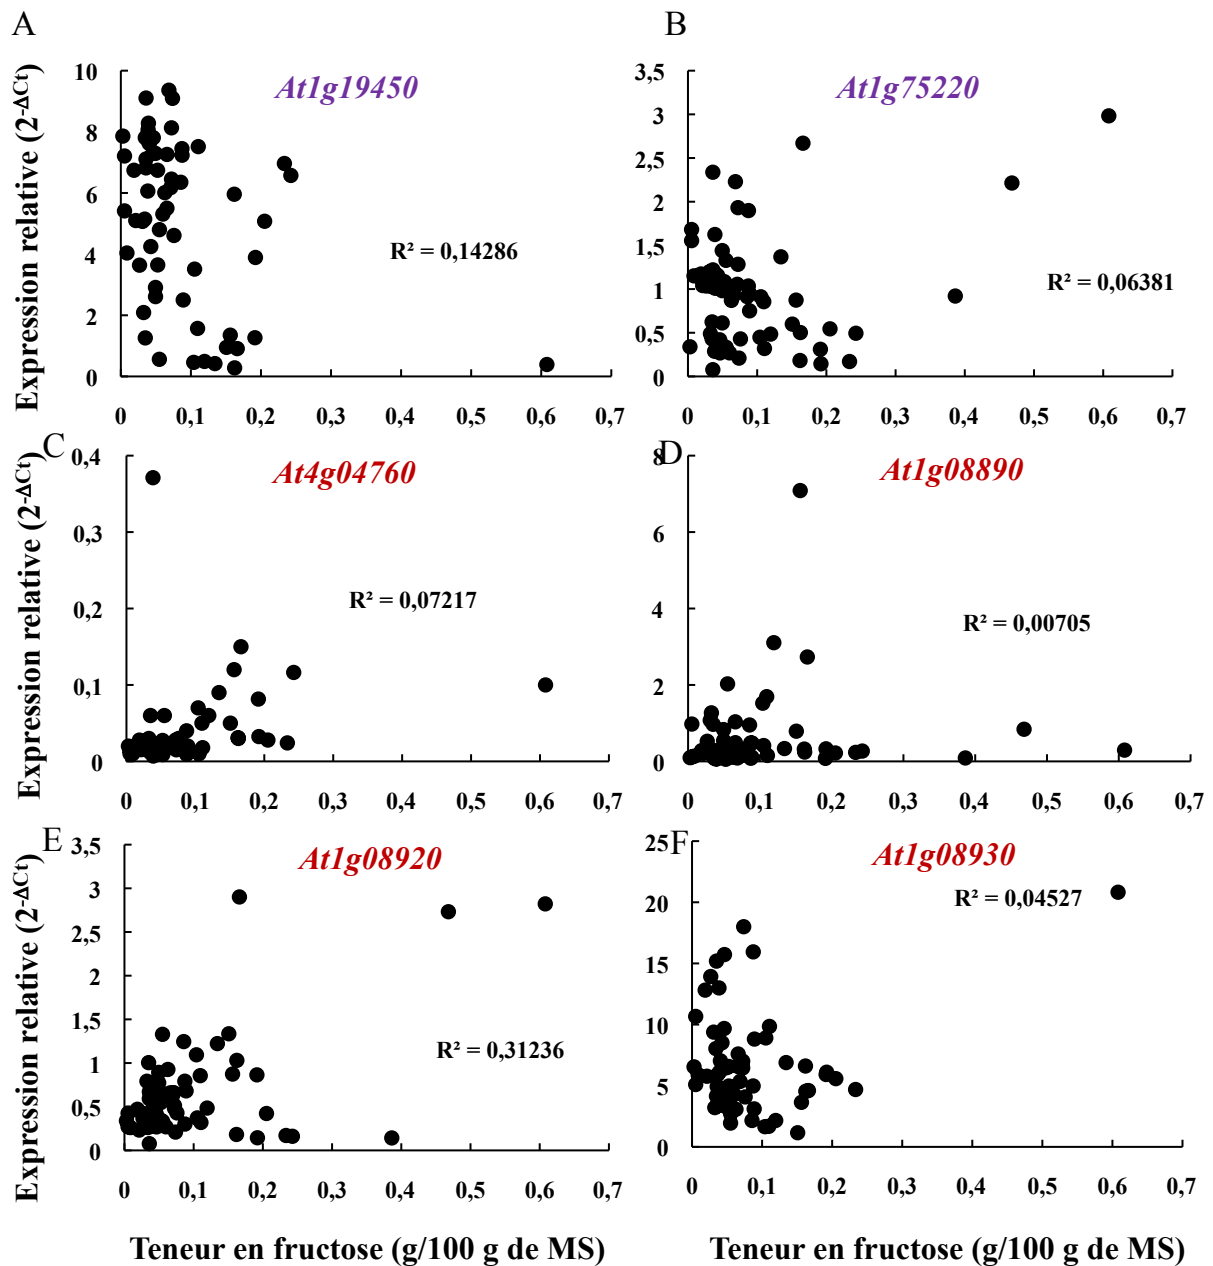 A
Expression relative (2-ΔCt)
At1g19450
10
8
6
4
2
0
R² = 0,14286
0 0,1 0,2 0,3 0,4 0,5 0,6 0,7
B
At1g75220
3,5
3
2,5
2
1,5
1
0,5
0
R² = 0,06381
0 0,1 0,2 0,3 0,4 0,5 0,6 0,7
C
Expression relative (2-ΔCt)
At4g04760
0,4
0,3
0,2
0,1
0
R² = 0,07217
0 0,1 0,2 0,3 0,4 0,5 0,6 0,7
D
At1g08890
8
6
4
2
0
R² = 0,00705
0 0,1 0,2 0,3 0,4 0,5 0,6 0,7
E
Expression relative (2-ΔCt)
At1g08920
3,5
3
2,5
2
1,5
1
0,5
0
R² = 0,31236
0 0,1 0,2 0,3 0,4 0,5 0,6 0,7
F
At1g08930
25
20
15
10
5
0
R² = 0,04527
0 0,1 0,2 0,3 0,4 0,5 0,6 0,7
Teneur en fructose (g/100 g de MS)
Teneur en fructose (g/100 g de MS)